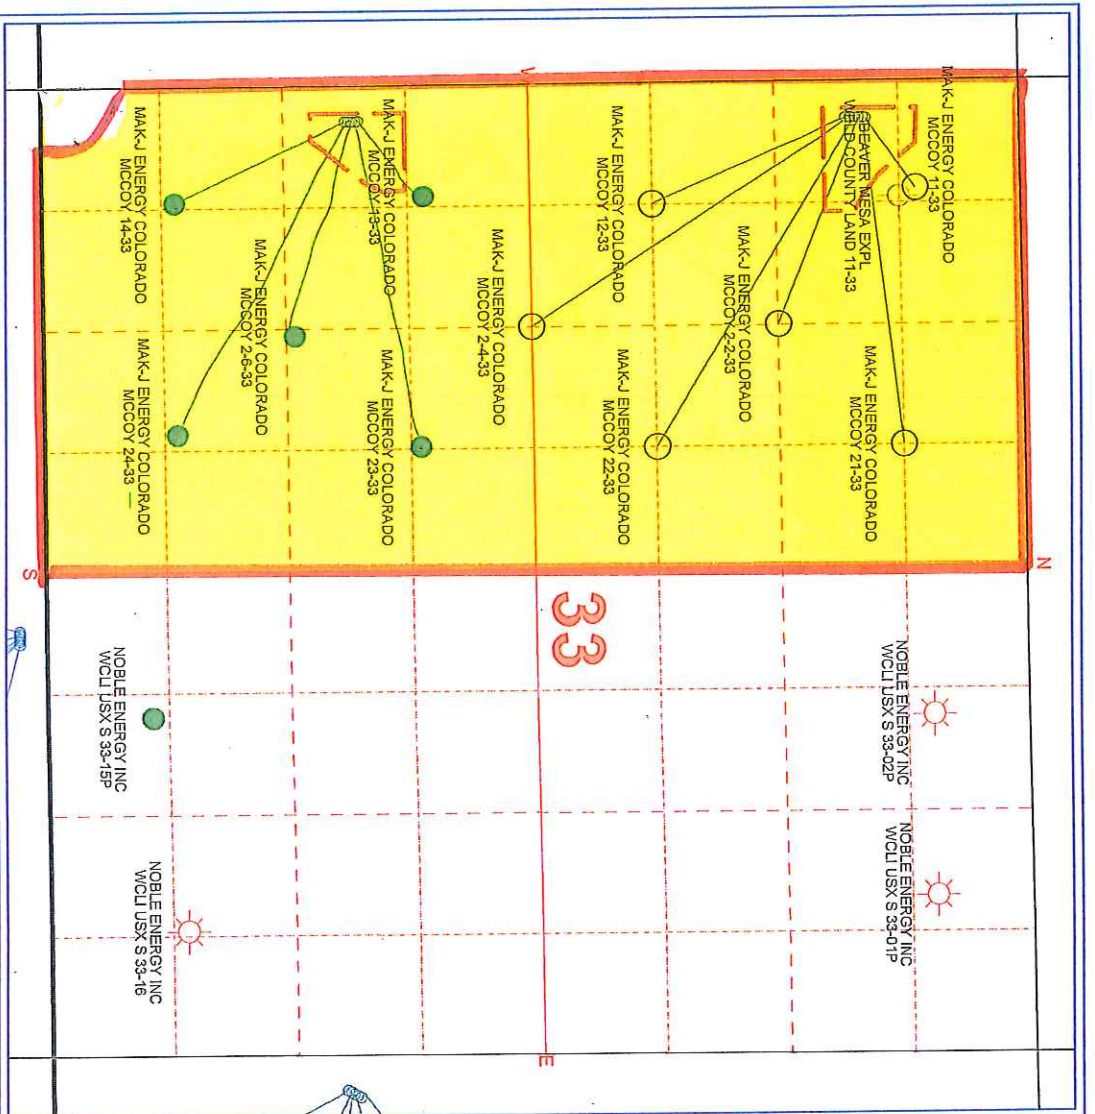 N
MAK-J ENERGY COLORADO
MCCOY 11-33
BEAVER MESA EXPL
WELD COUNTY LAND 11-33
MAK-J ENERGY COLORADO
MCCOY 21-33
NOBLE ENERGY INC
WCLI USX S 33-02P
NOBLE ENERGY INC
WCLI USX S 33-01P
MAK-J ENERGY COLORADO
MCCOY 2-2-33
MAK-J ENERGY COLORADO
MCCOY 12-33
MAK-J ENERGY COLORADO
MCCOY 22-33
33
W
E
MAK-J ENERGY COLORADO
MCCOY 2-4-33
MAK-J ENERGY COLORADO
MCCOY 13-33
MAK-J ENERGY COLORADO
MCCOY 23-33
MAK-J ENERGY COLORADO
MCCOY 2-6-33
MAK-J ENERGY COLORADO
MCCOY 14-33
MAK-J ENERGY COLORADO
MCCOY 24-33
NOBLE ENERGY INC
WCLI USX S 33-15P
NOBLE ENERGY INC
WCLI USX S 33-16
S